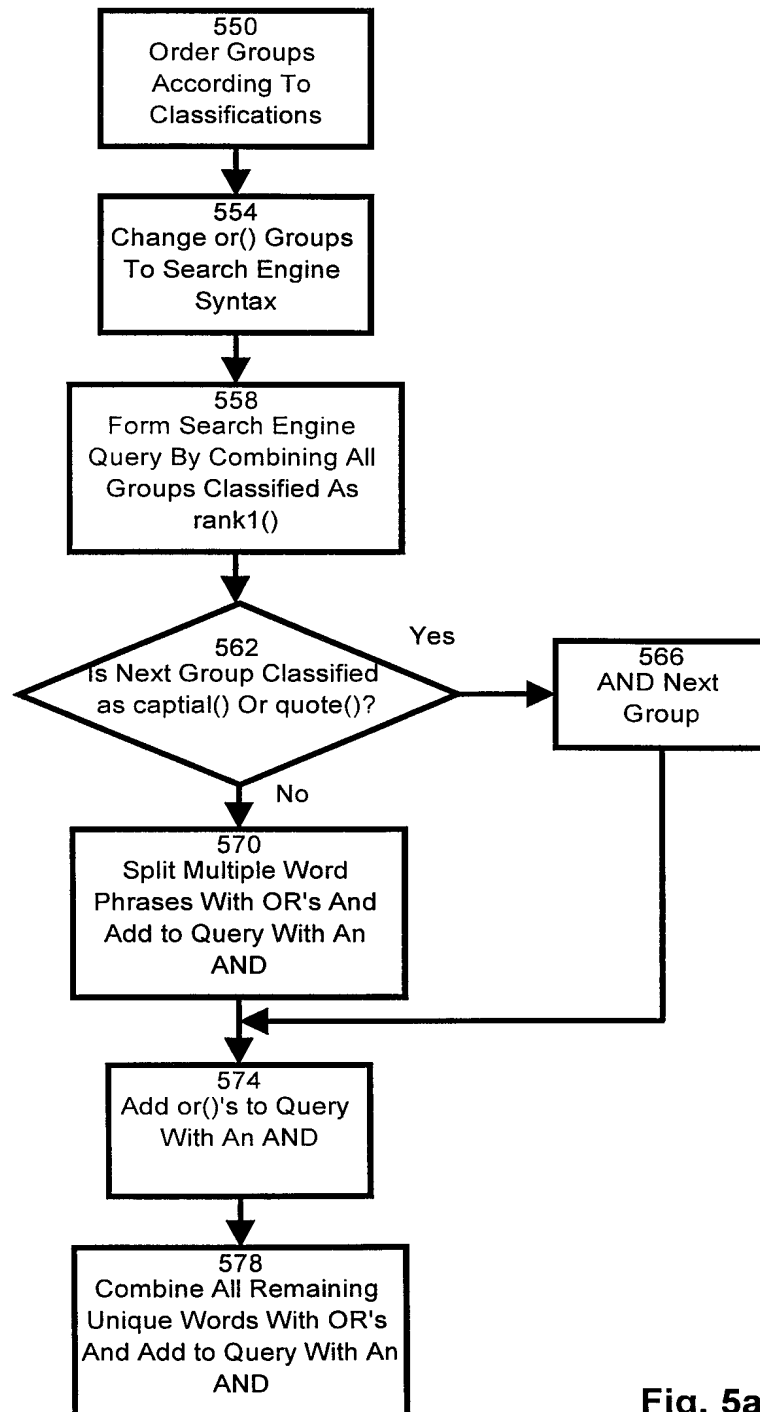 550
Order Groups
According To
Classifications
554
Change or() Groups
To Search Engine
Syntax
558
Form Search Engine
Query By Combining All
Groups Classified As
rank1()
562
Is Next Group Classified
as captial() Or quote()?
Yes
566
AND Next
Group
No
570
Split Multiple Word
Phrases With OR's And
Add to Query With An
AND
574
Add or()'s to Query
With An AND
578
Combine All Remaining
Unique Words With OR's
And Add to Query With An
AND
Fig. 5a